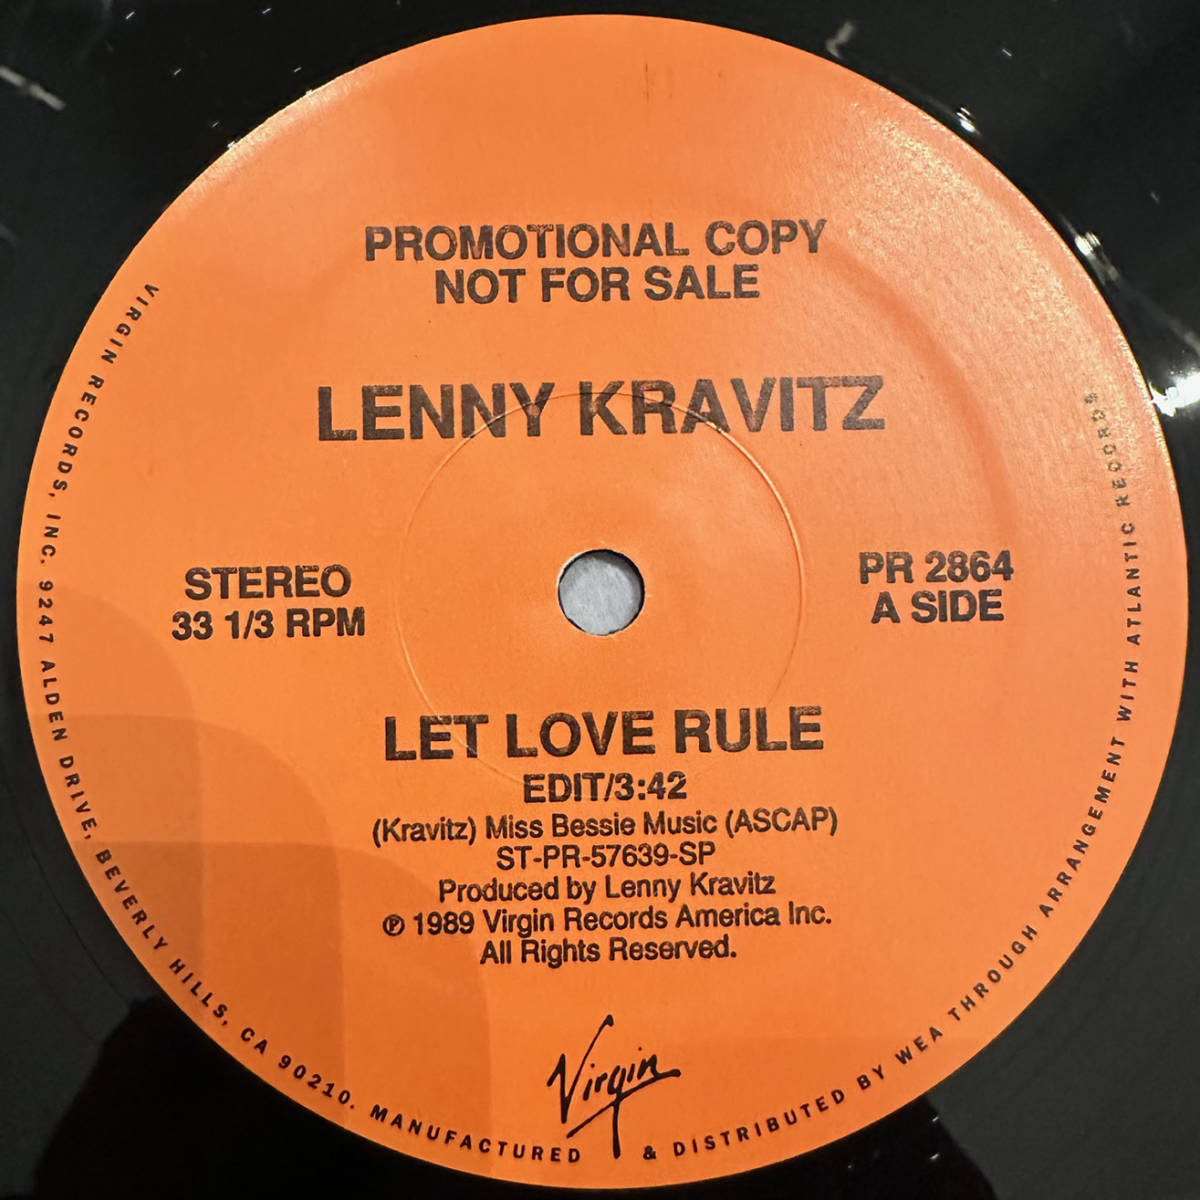 PROMOTIONAL COPY
NOT FOR SALE
LENNY KRAVITZ
STEREO
33 1/3 RPM
PR 2864
A SIDE
LET LOVE RULE
EDIT/3:42
(Kravitz) Miss Bessie Music (ASCAP)
ST-PR-57639-SP
Produced by Lenny Kravitz
℗ 1989 Virgin Records America Inc.
All Rights Reserved.
Virgin
VIRGIN RECORDS, INC. 9247 ALDEN DRIVE, BEVERLY HILLS, CA 90210. MANUFACTURED & DISTRIBUTED BY WEA THROUGH ARRANGEMENT WITH ATLANTIC RECORDS